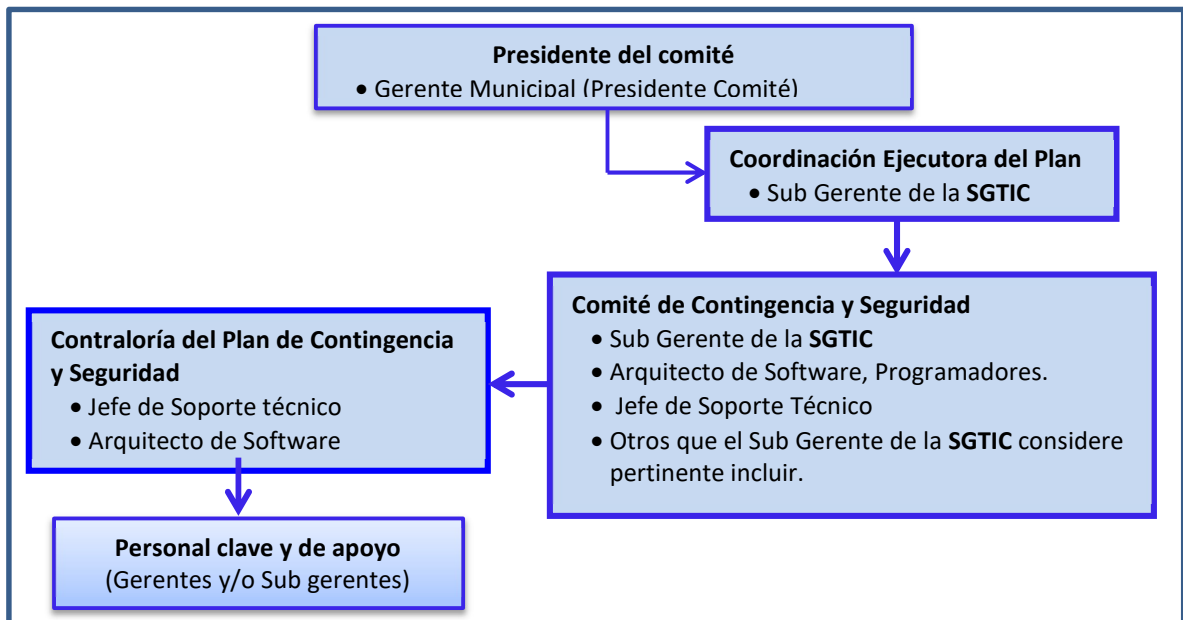 Presidente del comité
• Gerente Municipal (Presidente Comité)
Coordinación Ejecutora del Plan
• Sub Gerente de la SGTIC
Comité de Contingencia y Seguridad
• Sub Gerente de la SGTIC
• Arquitecto de Software, Programadores.
• Jefe de Soporte Técnico
• Otros que el Sub Gerente de la SGTIC considere
pertinente incluir.
Contraloría del Plan de Contingencia
y Seguridad
• Jefe de Soporte técnico
• Arquitecto de Software
Personal clave y de apoyo
(Gerentes y/o Sub gerentes)